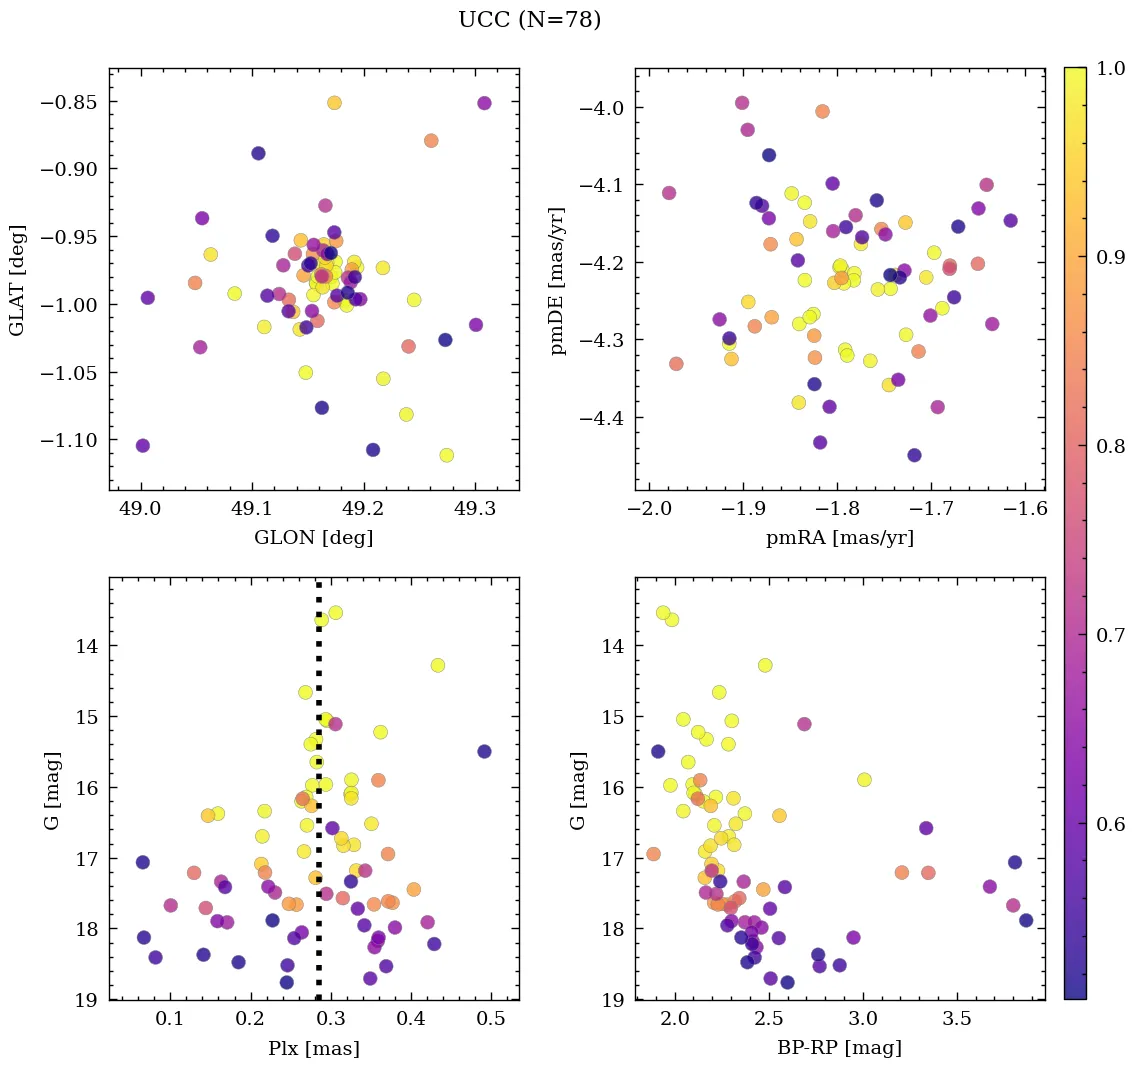 UCC (N=78)
−0.85
−0.90
−0.95
−1.00
−1.05
−1.10
GLAT [deg]
49.0 49.1 49.2 49.3
GLON [deg]
−4.0
−4.1
−4.2
−4.3
−4.4
pmDE [mas/yr]
−2.0 −1.9 −1.8 −1.7 −1.6
pmRA [mas/yr]
14
15
16
17
18
19
G [mag]
0.1 0.2 0.3 0.4 0.5
Plx [mas]
14
15
16
17
18
19
G [mag]
2.0 2.5 3.0 3.5
BP-RP [mag]
1.0
0.9
0.8
0.7
0.6